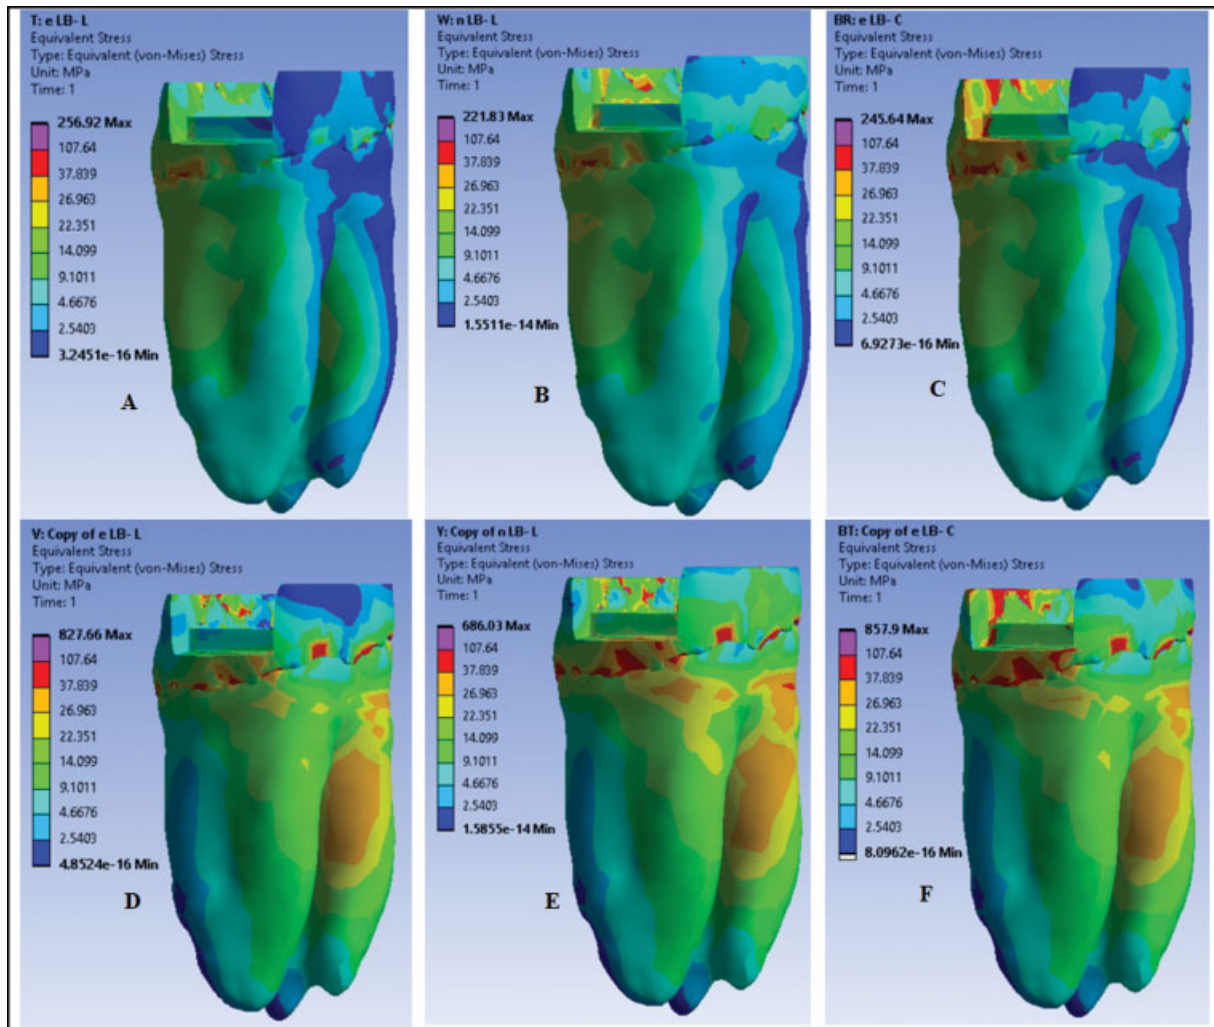 T: e LB- L
Equivalent Stress
Type: Equivalent (von-Mises) Stress
Unit: MPa
Time: 1
256.92 Max
107.64
37.839
26.963
22.351
14.099
9.1011
4.6676
2.5403
3.2451e-16 Min
A
W: n LB- L
Equivalent Stress
Type: Equivalent (von-Mises) Stress
Unit: MPa
Time: 1
221.83 Max
107.64
37.839
26.963
22.351
14.099
9.1011
4.6676
2.5403
1.5511e-14 Min
B
BR: e LB- C
Equivalent Stress
Type: Equivalent (von-Mises) Stress
Unit: MPa
Time: 1
245.64 Max
107.64
37.839
26.963
22.351
14.099
9.1011
4.6676
2.5403
6.9273e-16 Min
C
V: Copy of e LB- L
Equivalent Stress
Type: Equivalent (von-Mises) Stress
Unit: MPa
Time: 1
827.66 Max
107.64
37.839
26.963
22.351
14.099
9.1011
4.6676
2.5403
4.8524e-16 Min
D
Y: Copy of n LB- L
Equivalent Stress
Type: Equivalent (von-Mises) Stress
Unit: MPa
Time: 1
686.03 Max
107.64
37.839
26.963
22.351
14.099
9.1011
4.6676
2.5403
1.5855e-14 Min
E
BT: Copy of e LB- C
Equivalent Stress
Type: Equivalent (von-Mises) Stress
Unit: MPa
Time: 1
857.9 Max
107.64
37.839
26.963
22.351
14.099
9.1011
4.6676
2.5403
8.0962e-16 Min
F